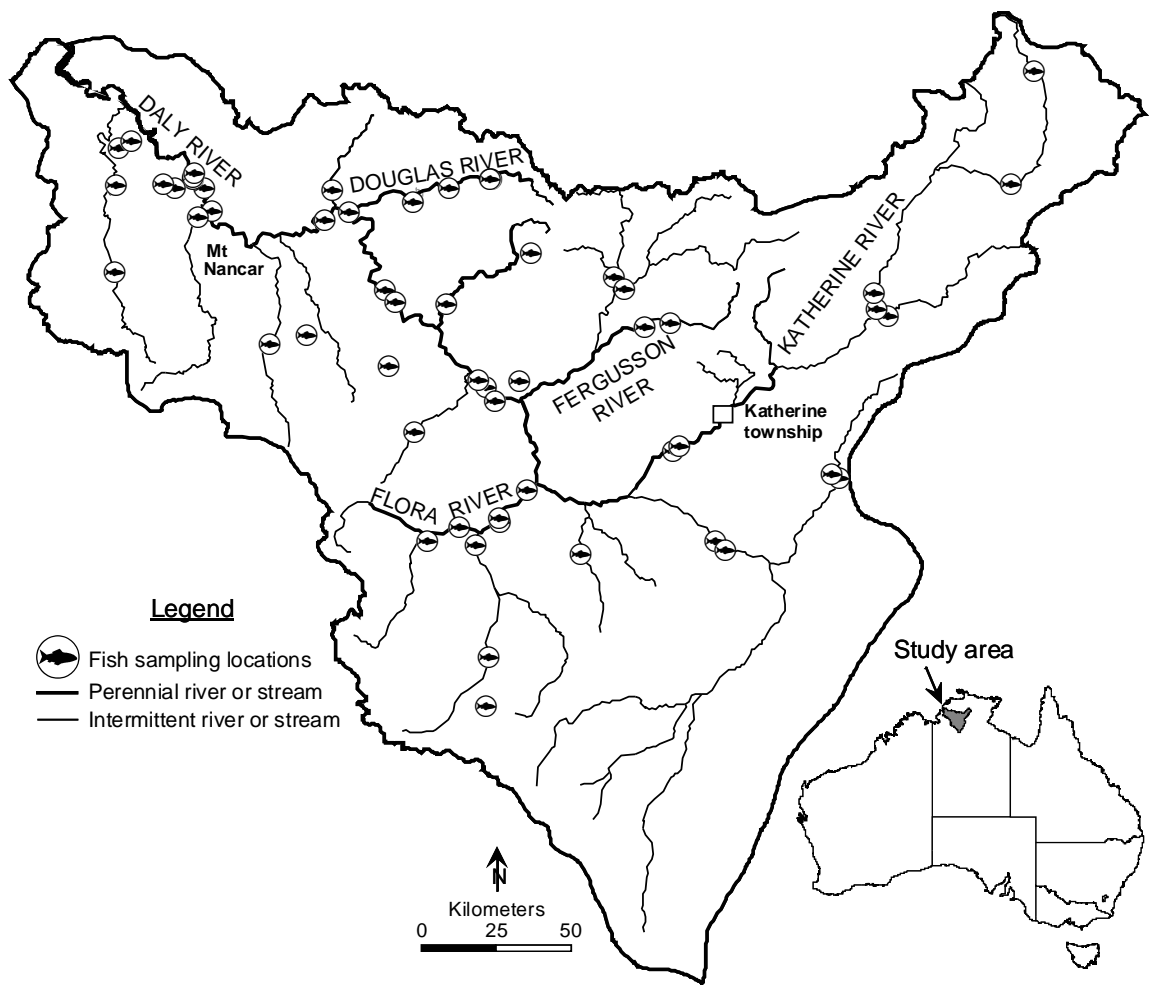 DALY RIVER
DOUGLAS RIVER
Mt
Nancar
KATHERINE RIVER
FERGUSSON
RIVER
Katherine
township
FLORA RIVER
Legend
Fish sampling locations
Perennial river or stream
Intermittent river or stream
Study area
N
Kilometers
0 25 50